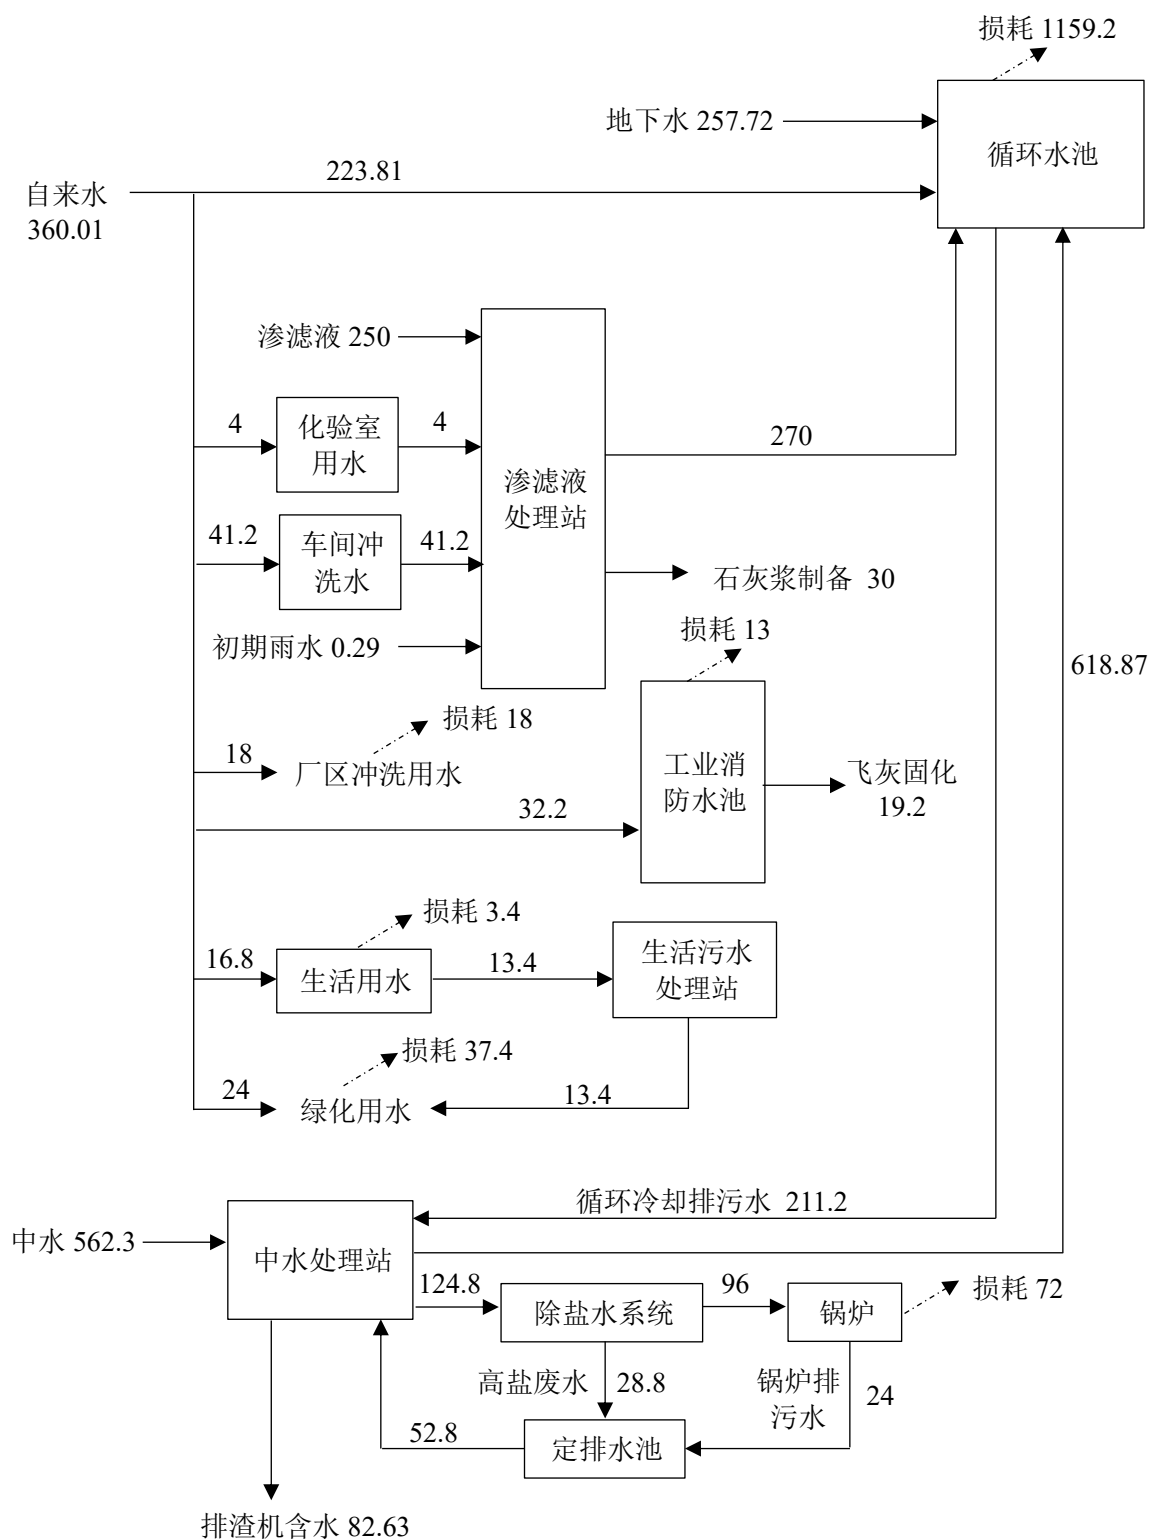 损耗 1159.2
地下水 257.72
循环水池
223.81
自来水
360.01
渗滤液 250
4
化验室
用水
4
270
渗滤液
处理站
41.2
车间冲
洗水
41.2
石灰浆制备 30
初期雨水 0.29
损耗 13
618.87
损耗 18
18
厂区冲洗用水
工业消
防水池
飞灰固化
19.2
32.2
损耗 3.4
16.8
生活用水
13.4
生活污水
处理站
损耗 37.4
24
绿化用水
13.4
循环冷却排污水 211.2
中水 562.3
中水处理站
124.8
除盐水系统
96
锅炉
损耗 72
高盐废水
28.8
锅炉排
污水
24
52.8
定排水池
排渣机含水 82.63